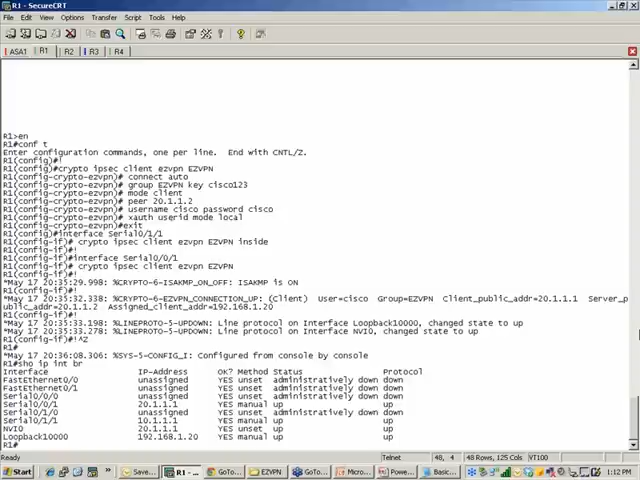 R1 - SecureCRT
File Edit View Options Transfer Script Tools Help
ASA1 R1 R2 R3 R4
R1>en
R1#conf t
Enter configuration commands, one per line.  End with CNTL/Z.
R1(config)#!
R1(config)#crypto ipsec client ezvpn EZVPN
R1(config-crypto-ezvpn)# connect auto
R1(config-crypto-ezvpn)# group EZVPN key cisco123
R1(config-crypto-ezvpn)# mode client
R1(config-crypto-ezvpn)# peer 20.1.1.2
R1(config-crypto-ezvpn)# username cisco password cisco
R1(config-crypto-ezvpn)# xauth userid mode local
R1(config-crypto-ezvpn)#exit
R1(config)#interface Serial0/1/1
R1(config-if)# crypto ipsec client ezvpn EZVPN inside
R1(config-if)#!
R1(config-if)#interface Serial0/0/1
R1(config-if)# crypto ipsec client ezvpn EZVPN
R1(config-if)#!
*May 17 20:35:29.998: %CRYPTO-6-ISAKMP_ON_OFF: ISAKMP is ON
R1(config-if)#!
*May 17 20:35:32.338: %CRYPTO-6-EZVPN_CONNECTION_UP: (Client)  User=cisco  Group=EZVPN  Client_public_addr=20.1.1.1  Server_p
ublic_addr=20.1.1.2  Assigned_client_addr=192.168.1.20
R1(config-if)#!
*May 17 20:35:33.198: %LINEPROTO-5-UPDOWN: Line protocol on Interface Loopback10000, changed state to up
*May 17 20:35:33.278: %LINEPROTO-5-UPDOWN: Line protocol on Interface NVI0, changed state to up
R1(config-if)#!^Z
R1#
*May 17 20:36:08.306: %SYS-5-CONFIG_I: Configured from console by console
R1#sho ip int br
Interface IP-Address OK? Method Status Protocol
FastEthernet0/0 unassigned YES unset administratively down down
FastEthernet0/1 unassigned YES unset administratively down down
Serial0/0/0 unassigned YES unset administratively down down
Serial0/0/1 20.1.1.1 YES manual up up
Serial0/1/0 unassigned YES unset administratively down down
Serial0/1/1 10.1.1.1 YES manual up up
NVI0 20.1.1.1 YES unset up up
Loopback10000 192.168.1.20 YES manual up up
R1#
Ready Telnet 48, 4 48 Rows, 125 Cols VT100
Start Save... R1 - ... GoTo... EZVPN GoTo... Micro... Powe... Basic... 1:12 PM